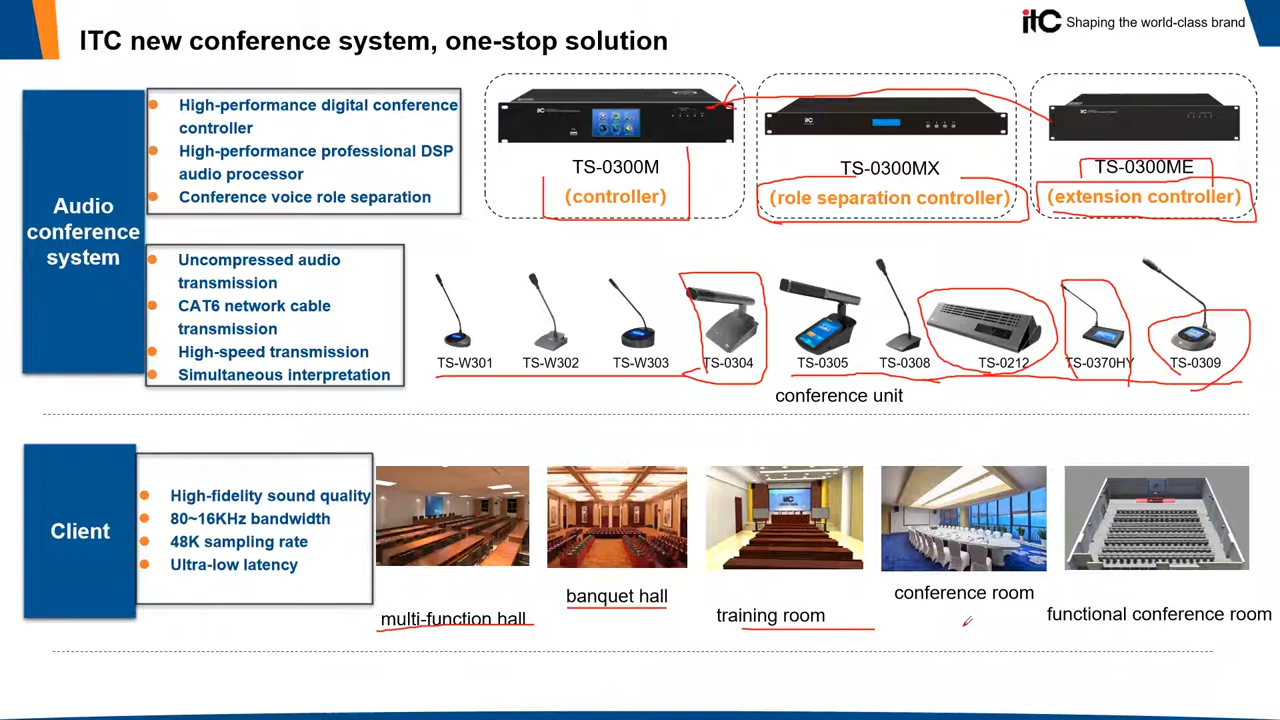 itc Shaping the world-class brand
ITC new conference system, one-stop solution
Audio
conference
system
High-performance digital conference
controller
High-performance professional DSP
audio processor
Conference voice role separation
TS-0300M
(controller)
TS-0300MX
(role separation controller)
TS-0300ME
(extension controller)
Uncompressed audio
transmission
CAT6 network cable
transmission
High-speed transmission
Simultaneous interpretation
TS-W301 TS-W302 TS-W303 TS-0304 TS-0305 TS-0308 TS-0212 TS-0370HY TS-0309
conference unit
Client
High-fidelity sound quality
80~16KHz bandwidth
48K sampling rate
Ultra-low latency
multi-function hall
banquet hall
training room
conference room
functional conference room